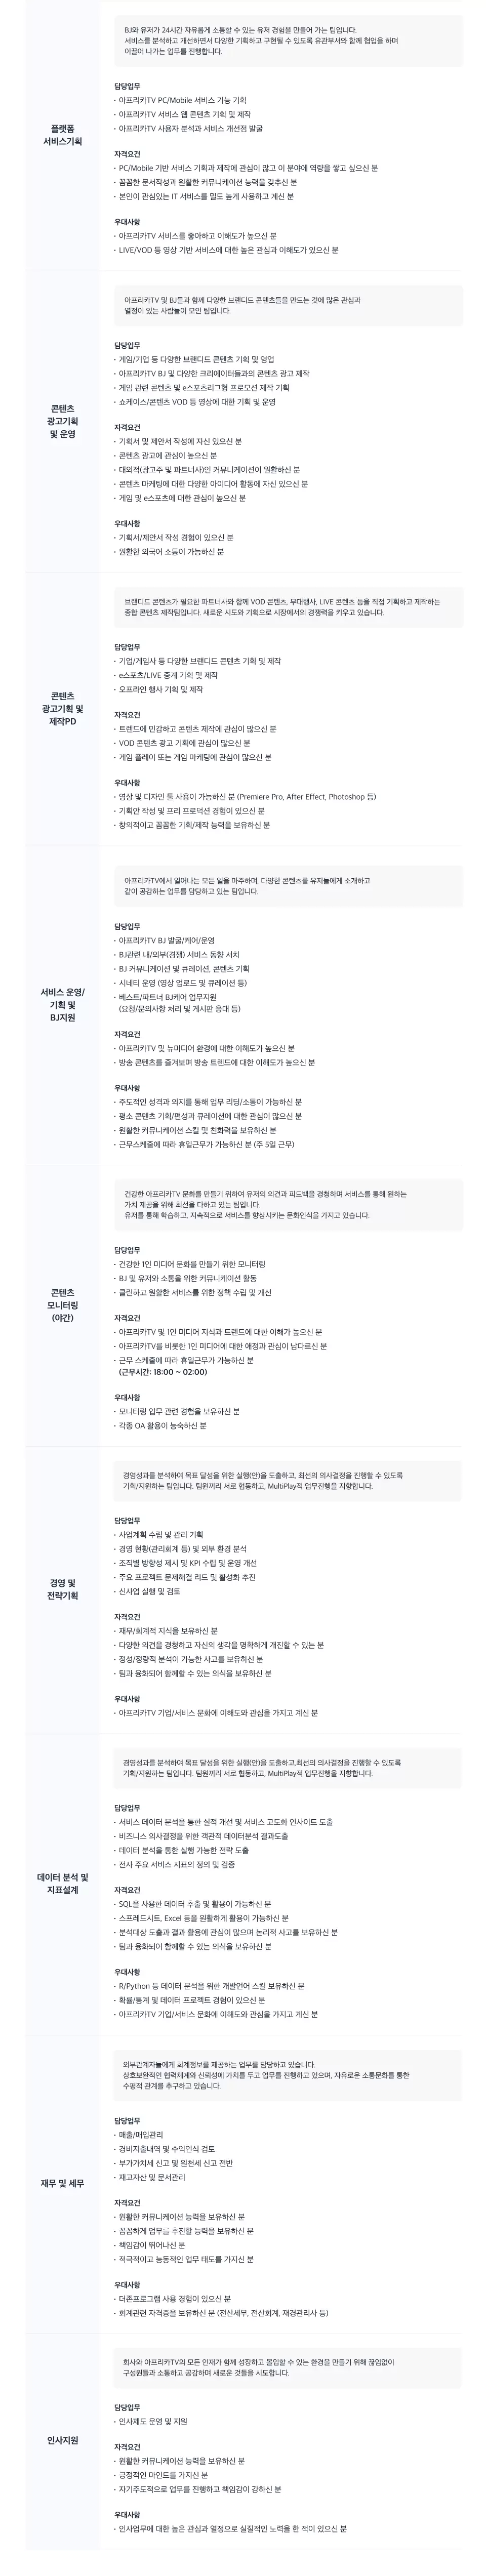 BJ와 유저가 24시간 자유롭게 소통할 수 있는 유저 경험을 만들어 가는 팀입니다.
서비스를 분석하고 개선하면서 다양한 기획하고 구현될 수 있도록 유관부서와 함께 협업을 하며
이끌어 나가는 업무를 진행합니다.
플랫폼
서비스기획
담당업무
· 아프리카TV PC/Mobile 서비스 기능 기획
· 아프리카TV 서비스 웹 콘텐츠 기획 및 제작
· 아프리카TV 사용자 분석과 서비스 개선점 발굴
자격요건
· PC/Mobile 기반 서비스 기획과 제작에 관심이 많고 이 분야에 역량을 쌓고 싶으신 분
· 꼼꼼한 문서작성과 원활한 커뮤니케이션 능력을 갖추신 분
· 본인이 관심있는 IT 서비스를 밀도 높게 사용하고 계신 분
우대사항
· 아프리카TV 서비스를 좋아하고 이해도가 높으신 분
· LIVE/VOD 등 영상 기반 서비스에 대한 높은 관심과 이해도가 있으신 분
아프리카TV 및 BJ들과 함께 다양한 브랜디드 콘텐츠들을 만드는 것에 많은 관심과
열정이 있는 사람들이 모인 팀입니다.
콘텐츠
광고기획
및 운영
담당업무
· 게임/기업 등 다양한 브랜디드 콘텐츠 기획 및 영업
· 아프리카TV BJ 및 다양한 크리에이터들과의 콘텐츠 광고 제작
· 게임 관련 콘텐츠 및 e스포츠리그형 프로모션 제작 기획
· 쇼케이스/콘텐츠 VOD 등 영상에 대한 기획 및 운영
자격요건
· 기획서 및 제안서 작성에 자신 있으신 분
· 콘텐츠 광고에 관심이 높으신 분
· 대외적(광고주 및 파트너사)인 커뮤니케이션이 원활하신 분
· 콘텐츠 마케팅에 대한 다양한 아이디어 활동에 자신 있으신 분
· 게임 및 e스포츠에 대한 관심이 높으신 분
우대사항
· 기획서/제안서 작성 경험이 있으신 분
· 원활한 외국어 소통이 가능하신 분
브랜디드 콘텐츠가 필요한 파트너사와 함께 VOD 콘텐츠, 무대행사, LIVE 콘텐츠 등을 직접 기획하고 제작하는
종합 콘텐츠 제작팀입니다. 새로운 시도와 기획으로 시장에서의 경쟁력을 키우고 있습니다.
콘텐츠
광고기획 및
제작PD
담당업무
· 기업/게임사 등 다양한 브랜디드 콘텐츠 기획 및 제작
· e스포츠/LIVE 중계 기획 및 제작
· 오프라인 행사 기획 및 제작
자격요건
· 트렌드에 민감하고 콘텐츠 제작에 관심이 많으신 분
· VOD 콘텐츠 광고 기획에 관심이 많으신 분
· 게임 플레이 또는 게임 마케팅에 관심이 많으신 분
우대사항
· 영상 및 디자인 툴 사용이 가능하신 분 (Premiere Pro, After Effect, Photoshop 등)
· 기획안 작성 및 프리 프로덕션 경험이 있으신 분
· 창의적이고 꼼꼼한 기획/제작 능력을 보유하신 분
아프리카TV에서 일어나는 모든 일을 마주하며, 다양한 콘텐츠를 유저들에게 소개하고
같이 공감하는 업무를 담당하고 있는 팀입니다.
서비스 운영/
기획 및
BJ지원
담당업무
· 아프리카TV BJ 발굴/케어/운영
· BJ관련 내/외부(경쟁) 서비스 동향 서치
· BJ 커뮤니케이션 및 큐레이션, 콘텐츠 기획
· 시네티 운영 (영상 업로드 및 큐레이션 등)
· 베스트/파트너 BJ케어 업무지원
(요청/문의사항 처리 및 게시판 응대 등)
자격요건
· 아프리카TV 및 뉴미디어 환경에 대한 이해도가 높으신 분
· 방송 콘텐츠를 즐겨보며 방송 트렌드에 대한 이해도가 높으신 분
우대사항
· 주도적인 성격과 의지를 통해 업무 리딩/소통이 가능하신 분
· 평소 콘텐츠 기획/편성과 큐레이션에 대한 관심이 많으신 분
· 원활한 커뮤니케이션 스킬 및 친화력을 보유하신 분
· 근무스케줄에 따라 휴일근무가 가능하신 분 (주 5일 근무)
건강한 아프리카TV 문화를 만들기 위하여 유저의 의견과 피드백을 경청하며 서비스를 통해 원하는
가치 제공을 위해 최선을 다하고 있는 팀입니다.
유저를 통해 학습하고, 지속적으로 서비스를 향상시키는 문화인식을 가지고 있습니다.
콘텐츠
모니터링
(야간)
담당업무
· 건강한 1인 미디어 문화를 만들기 위한 모니터링
· BJ 및 유저와 소통을 위한 커뮤니케이션 활동
· 클린하고 원활한 서비스를 위한 정책 수립 및 개선
자격요건
· 아프리카TV 및 1인 미디어 지식과 트렌드에 대한 이해가 높으신 분
· 아프리카TV를 비롯한 1인 미디어에 대한 애정과 관심이 남다르신 분
· 근무 스케줄에 따라 휴일근무가 가능하신 분
(근무시간: 18:00 ~ 02:00)
우대사항
· 모니터링 업무 관련 경험을 보유하신 분
· 각종 OA 활용이 능숙하신 분
경영성과를 분석하여 목표 달성을 위한 실행(안)을 도출하고, 최선의 의사결정을 진행할 수 있도록
기획/지원하는 팀입니다. 팀원끼리 서로 협동하고, MultiPlay적 업무진행을 지향합니다.
경영 및
전략기획
담당업무
· 사업계획 수립 및 관리 기획
· 경영 현황(관리회계 등) 및 외부 환경 분석
· 조직별 방향성 제시 및 KPI 수립 및 운영 개선
· 주요 프로젝트 문제해결 리드 및 활성화 추진
· 신사업 실행 및 검토
자격요건
· 재무/회계적 지식을 보유하신 분
· 다양한 의견을 경청하고 자신의 생각을 명확하게 개진할 수 있는 분
· 정성/정량적 분석이 가능한 사고를 보유하신 분
· 팀과 융화되어 함께할 수 있는 의식을 보유하신 분
우대사항
· 아프리카TV 기업/서비스 문화에 이해도와 관심을 가지고 계신 분
경영성과를 분석하여 목표 달성을 위한 실행(안)을 도출하고,최선의 의사결정을 진행할 수 있도록
기획/지원하는 팀입니다. 팀원끼리 서로 협동하고, MultiPlay적 업무진행을 지향합니다.
데이터 분석 및
지표설계
담당업무
· 서비스 데이터 분석을 통한 실적 개선 및 서비스 고도화 인사이트 도출
· 비즈니스 의사결정을 위한 객관적 데이터분석 결과도출
· 데이터 분석을 통한 실행 가능한 전략 도출
· 전사 주요 서비스 지표의 정의 및 검증
자격요건
· SQL을 사용한 데이터 추출 및 활용이 가능하신 분
· 스프레드시트, Excel 등을 원활하게 활용이 가능하신 분
· 분석대상 도출과 결과 활용에 관심이 많으며 논리적 사고를 보유하신 분
· 팀과 융화되어 함께할 수 있는 의식을 보유하신 분
우대사항
· R/Python 등 데이터 분석을 위한 개발언어 스킬 보유하신 분
· 확률/통계 및 데이터 프로젝트 경험이 있으신 분
· 아프리카TV 기업/서비스 문화에 이해도와 관심을 가지고 계신 분
외부관계자들에게 회계정보를 제공하는 업무를 담당하고 있습니다.
상호보완적인 협력체계와 신뢰성에 가치를 두고 업무를 진행하고 있으며, 자유로운 소통문화를 통한
수평적 관계를 추구하고 있습니다.
재무 및 세무
담당업무
· 매출/매입관리
· 경비지출내역 및 수익인식 검토
· 부가가치세 신고 및 원천세 신고 전반
· 재고자산 및 문서관리
자격요건
· 원활한 커뮤니케이션 능력을 보유하신 분
· 꼼꼼하게 업무를 추진할 능력을 보유하신 분
· 책임감이 뛰어나신 분
· 적극적이고 능동적인 업무 태도를 가지신 분
우대사항
· 더존프로그램 사용 경험이 있으신 분
· 회계관련 자격증을 보유하신 분 (전산세무, 전산회계, 재경관리사 등)
회사와 아프리카TV의 모든 인재가 함께 성장하고 몰입할 수 있는 환경을 만들기 위해 끊임없이
구성원들과 소통하고 공감하며 새로운 것들을 시도합니다.
인사지원
담당업무
· 인사제도 운영 및 지원
자격요건
· 원활한 커뮤니케이션 능력을 보유하신 분
· 긍정적인 마인드를 가지신 분
· 자기주도적으로 업무를 진행하고 책임감이 강하신 분
우대사항
· 인사업무에 대한 높은 관심과 열정으로 실질적인 노력을 한 적이 있으신 분